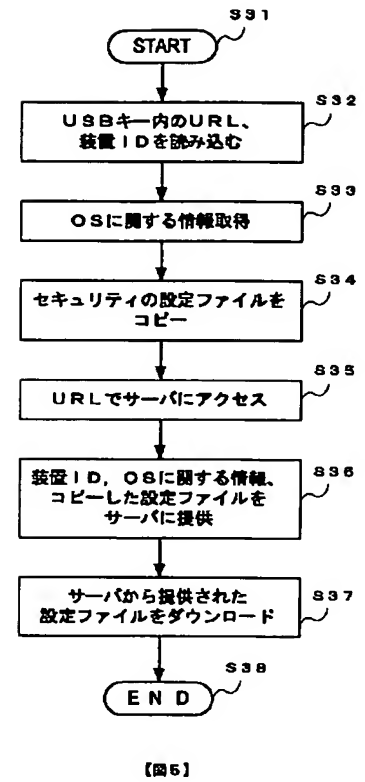 S31
START
S32
USBキー内のURL、
装置IDを読み込む
S33
OSに関する情報取得
S34
セキュリティの設定ファイルを
コピー
S35
URLでサーバにアクセス
S36
装置ID,OSに関する情報、
コピーした設定ファイルを
サーバに提供
S37
サーバから提供された
設定ファイルをダウンロード
S38
END
【図5】